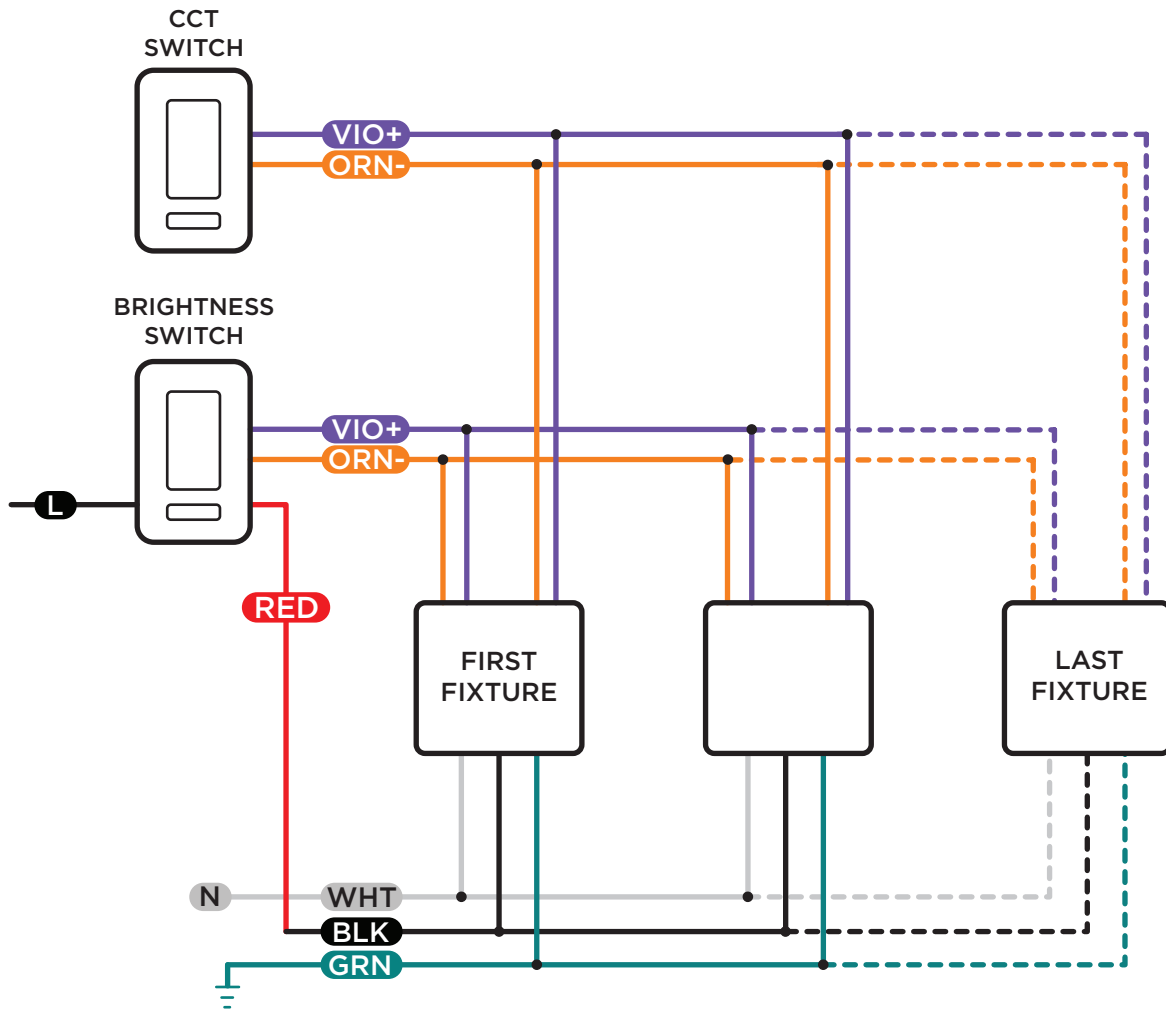 CCT
SWITCH
VIO+
ORN-
BRIGHTNESS
SWITCH
VIO+
ORN-
L
RED
FIRST
FIXTURE
LAST
FIXTURE
N
WHT
BLK
GRN